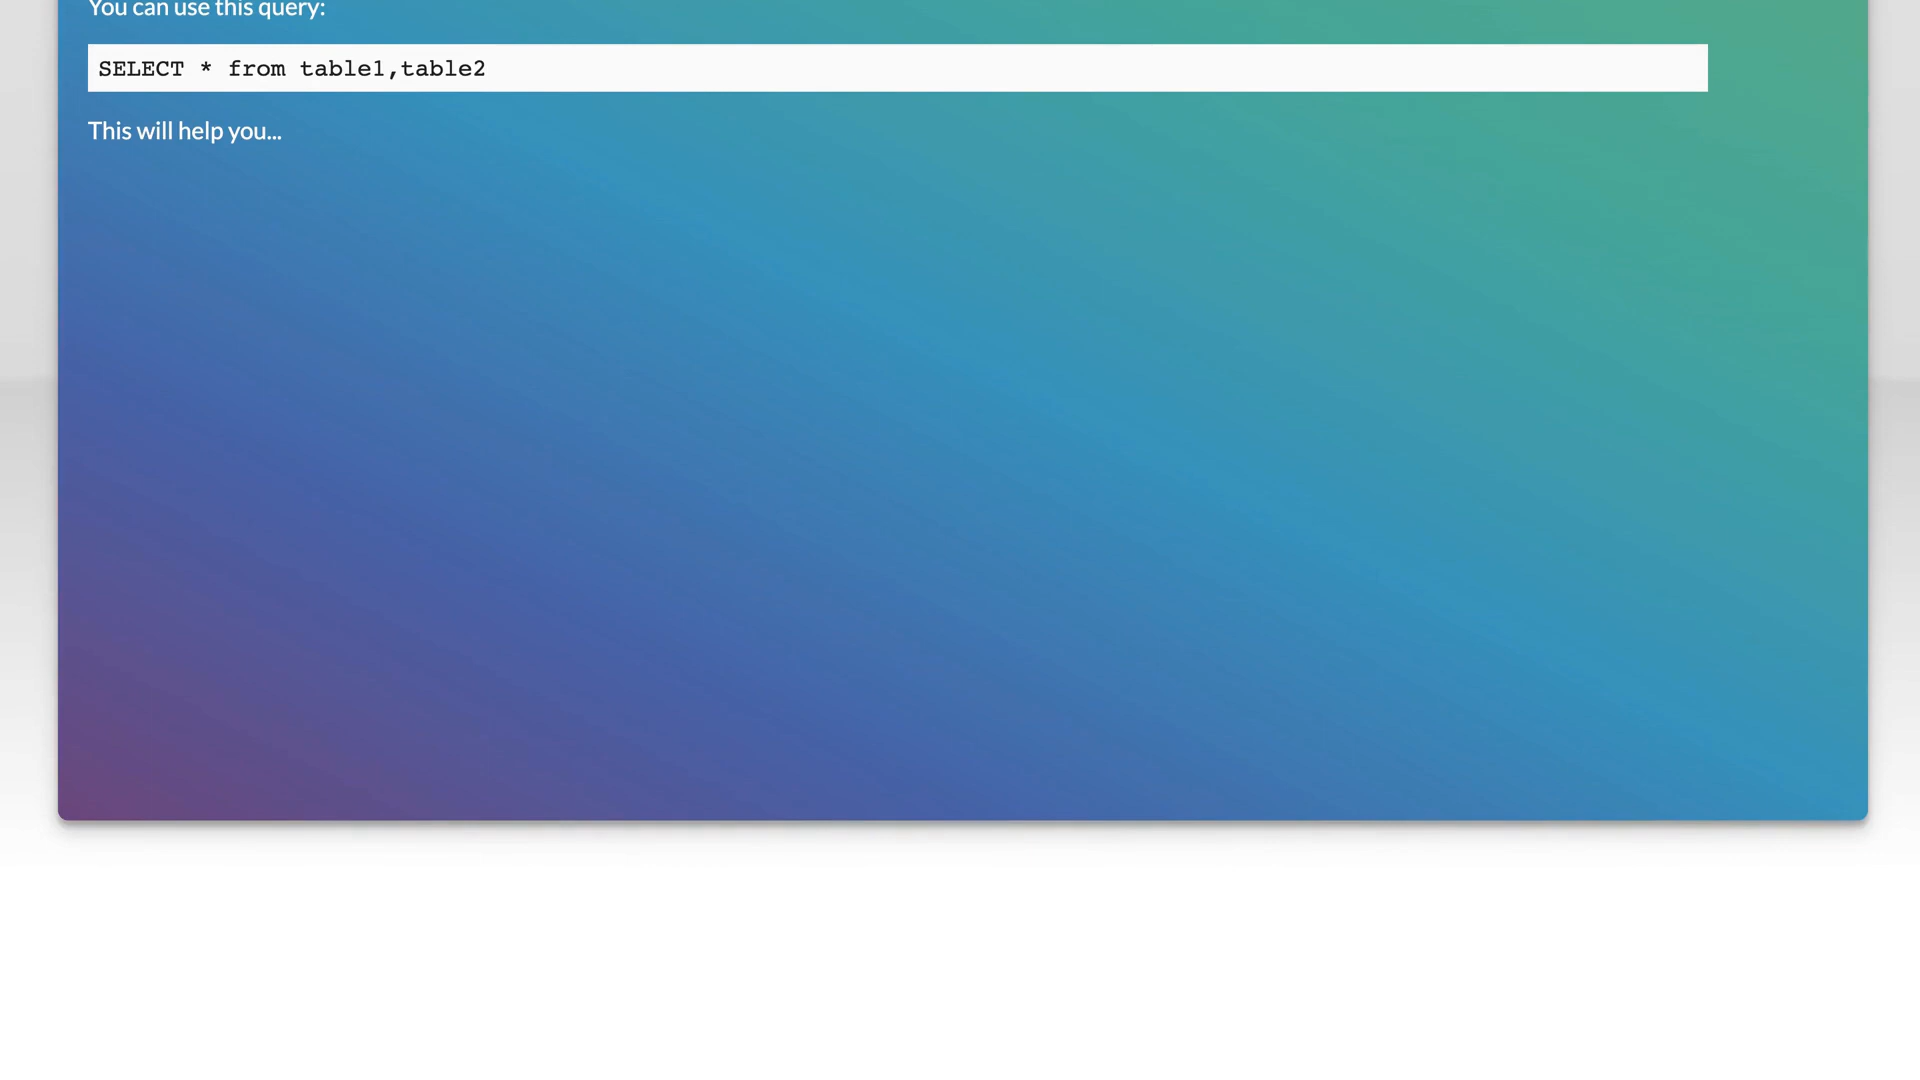 You can use this query:
SELECT * from table1,table2
This will help you...